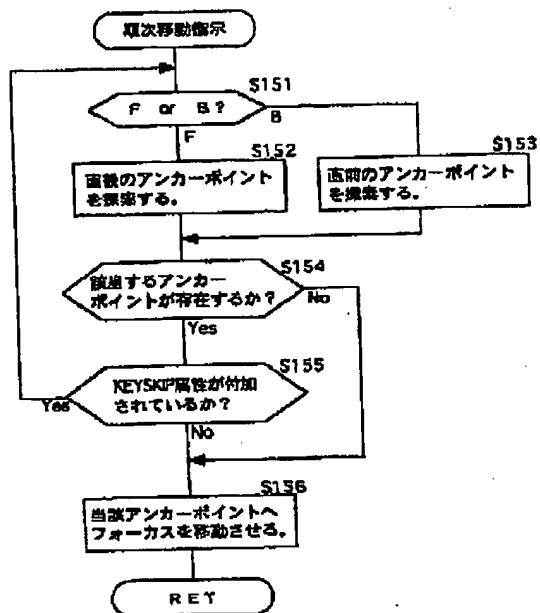 順次移動指示
S151
F or B?
B
F
S152
直後のアンカーポイント
を探索する。
S153
直前のアンカーポイント
を探索する。
S154
該当するアンカー
ポイントが存在するか?
No
Yes
S155
KEYSKIP属性が付加
されているか?
Yes
No
S156
当該アンカーポイントへ
フォーカスを移動させる。
RET